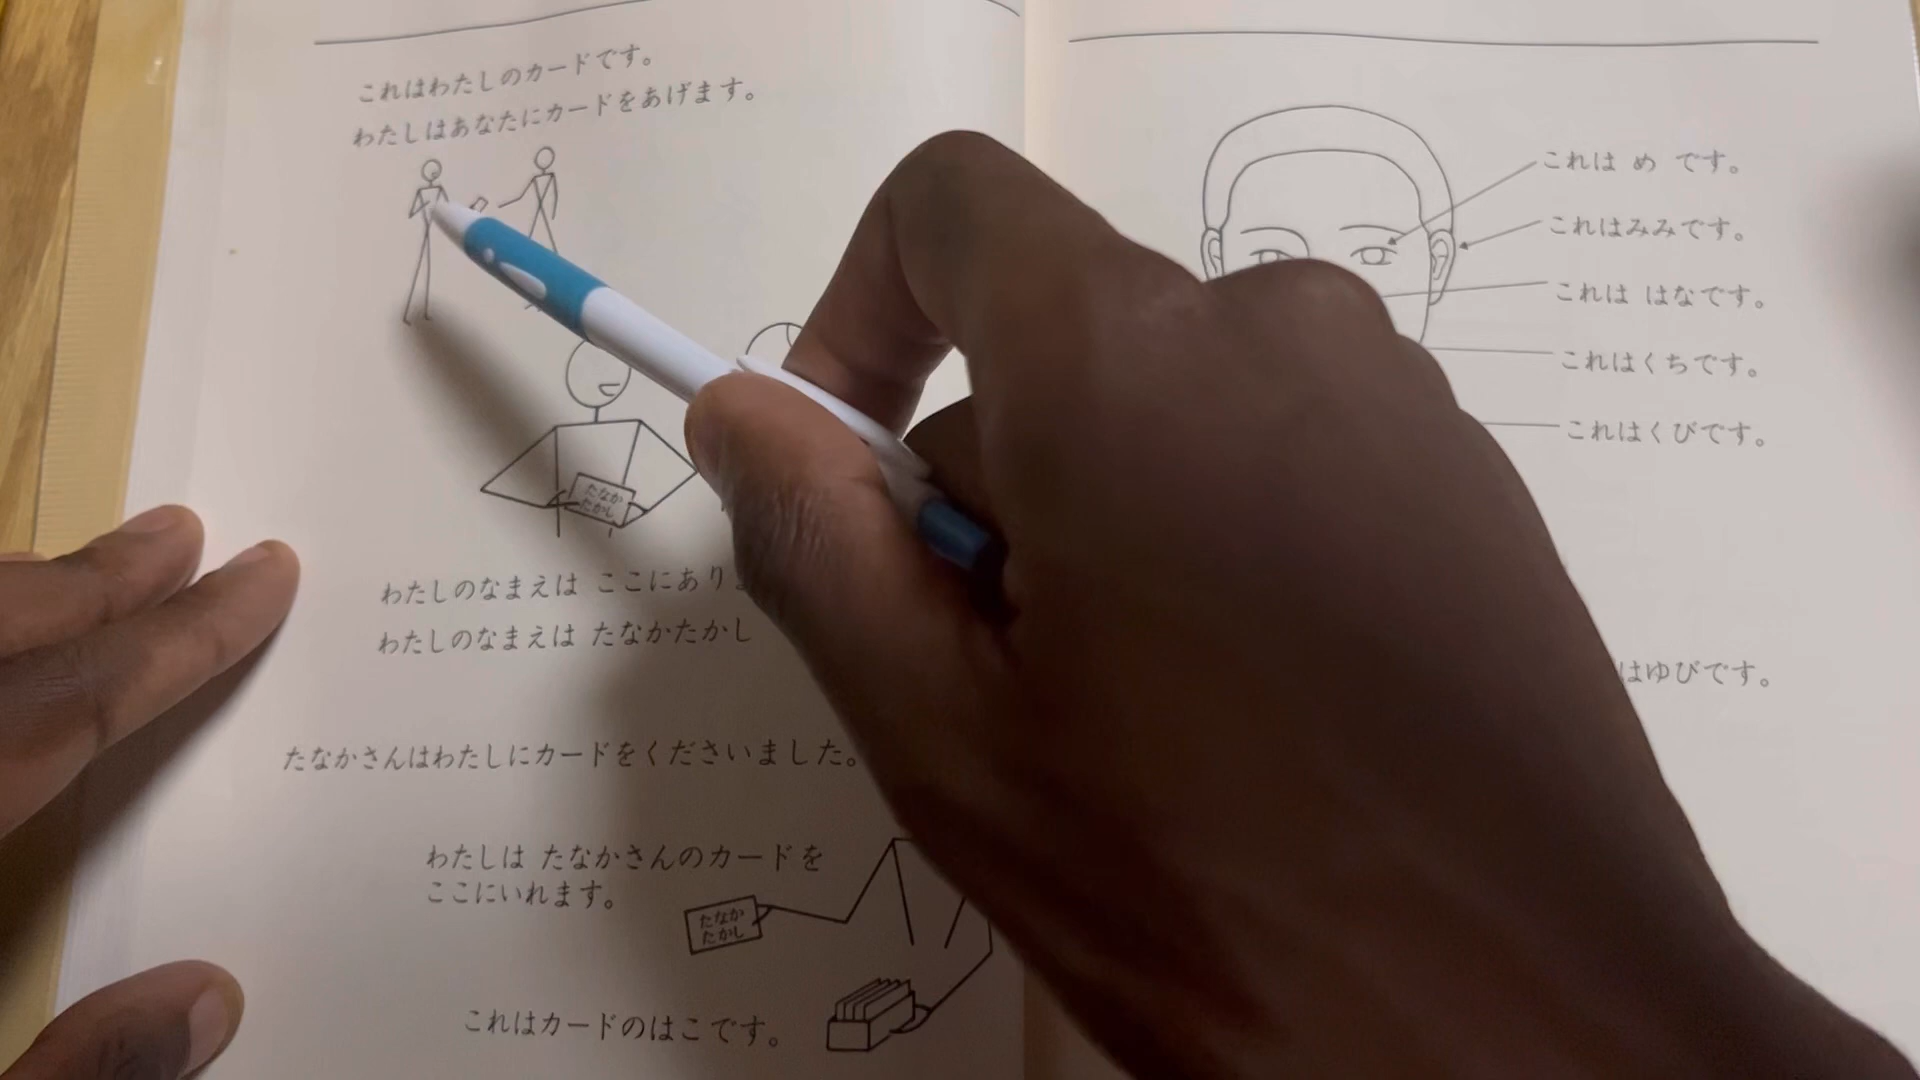 これはわたしのカードです。
わたしはあなたにカードをあげます。
たなか
たかし
わたしのなまえは ここにあり
わたしのなまえは たなかたかし
たなかさんはわたしにカードをくださいました。
わたしは たなかさんのカードを
ここにいれます。
たなか
たかし
これはカードのはこです。
これは め です。
これはみみです。
これは はなです。
これはくちです。
これはくびです。
はゆびです。